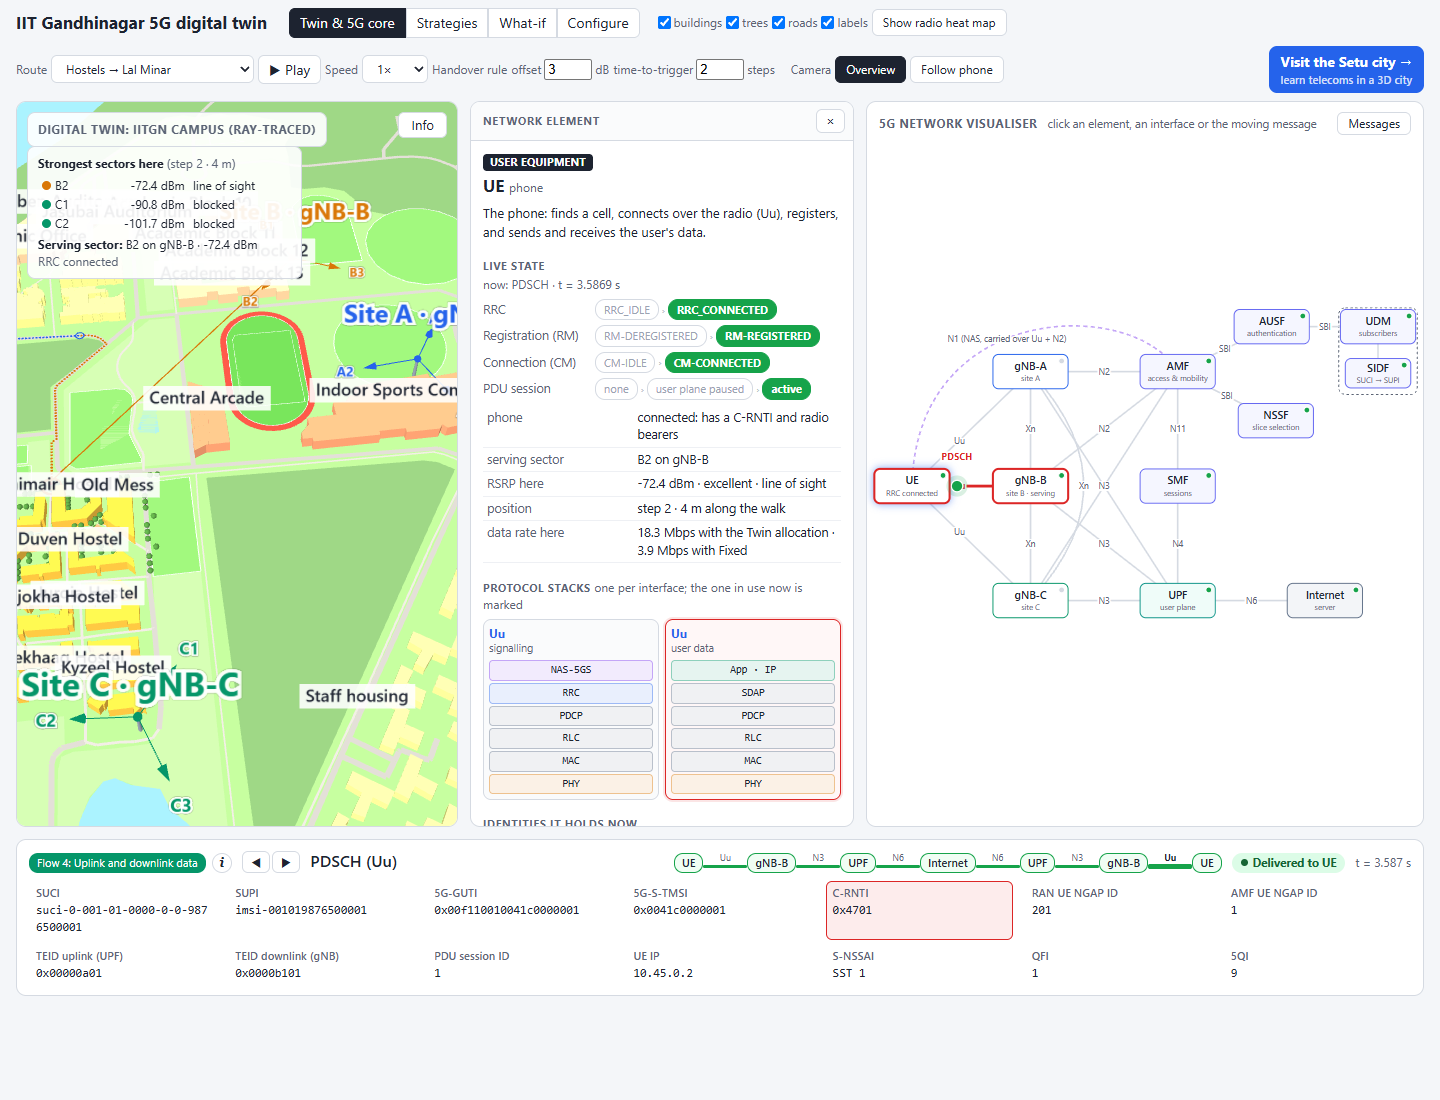 IIT Gandhinagar 5G digital twin
Twin & 5G core
Strategies
What-if
Configure
buildings
trees
roads
labels
Show radio heat map
Route
Hostels → Lal Minar
▶ Play
Speed
1×
Handover rule offset
3
dB time-to-trigger
2
steps
Camera
Overview
Follow phone
Visit the Setu city →
learn telecoms in a 3D city
DIGITAL TWIN: IITGN CAMPUS (RAY-TRACED)
Info
Strongest sectors here (step 2 · 4 m)
B2 -72.4 dBm line of sight
C1 -90.8 dBm blocked
C2 -101.7 dBm blocked
Serving sector: B2 on gNB-B · -72.4 dBm
RRC connected
gNB-B
Academic Block 11
Academic Block 12
Academic Block 13
B3
B2
Site A · gN
A2
Central Arcade
Indoor Sports Con
imair H
Old Mess
Duven Hostel
jokha Hostel
tel
C1
ekhaa Hostel
Kyzeel Hostel
Site C · gNB-C
Staff housing
C2
C3
NETWORK ELEMENT
×
USER EQUIPMENT
UE phone
The phone: finds a cell, connects over the radio (Uu), registers,
and sends and receives the user's data.
LIVE STATE
now: PDSCH · t = 3.5869 s
RRC RRC_IDLE › RRC_CONNECTED
Registration (RM) RM-DEREGISTERED › RM-REGISTERED
Connection (CM) CM-IDLE › CM-CONNECTED
PDU session none › user plane paused › active
phone connected: has a C-RNTI and radio
bearers
serving sector B2 on gNB-B
RSRP here -72.4 dBm · excellent · line of sight
position step 2 · 4 m along the walk
data rate here 18.3 Mbps with the Twin allocation ·
3.9 Mbps with Fixed
PROTOCOL STACKS one per interface; the one in use now is
marked
Uu
signalling
NAS-5GS
RRC
PDCP
RLC
MAC
PHY
Uu
user data
App · IP
SDAP
PDCP
RLC
MAC
PHY
IDENTITIES IT HOLDS NOW
5G NETWORK VISUALISER click an element, an interface or the moving message
Messages
N1 (NAS, carried over Uu + N2)
AUSF
authentication
SBI
UDM
subscribers
SBI
gNB-A
site A
N2
AMF
access & mobility
SIDF
SUCI → SUPI
SBI
NSSF
slice selection
Uu
Xn
N2
N11
PDSCH
UE
RRC connected
gNB-B
site B · serving
Xn
N3
SMF
sessions
Uu
Xn
N3
N4
gNB-C
site C
N3
UPF
user plane
N6
Internet
server
Flow 4: Uplink and downlink data
i
◀
▶
PDSCH (Uu)
UE Uu gNB-B N3 UPF N6 Internet N6 UPF N3 gNB-B Uu UE
Delivered to UE
t = 3.587 s
SUCI
suci-0-001-01-0000-0-0-987
6500001
SUPI
imsi-001019876500001
5G-GUTI
0x00f110010041c0000001
5G-S-TMSI
0x0041c0000001
C-RNTI
0x4701
RAN UE NGAP ID
201
AMF UE NGAP ID
1
TEID uplink (UPF)
0x00000a01
TEID downlink (gNB)
0x0000b101
PDU session ID
1
UE IP
10.45.0.2
S-NSSAI
SST 1
QFI
1
5QI
9